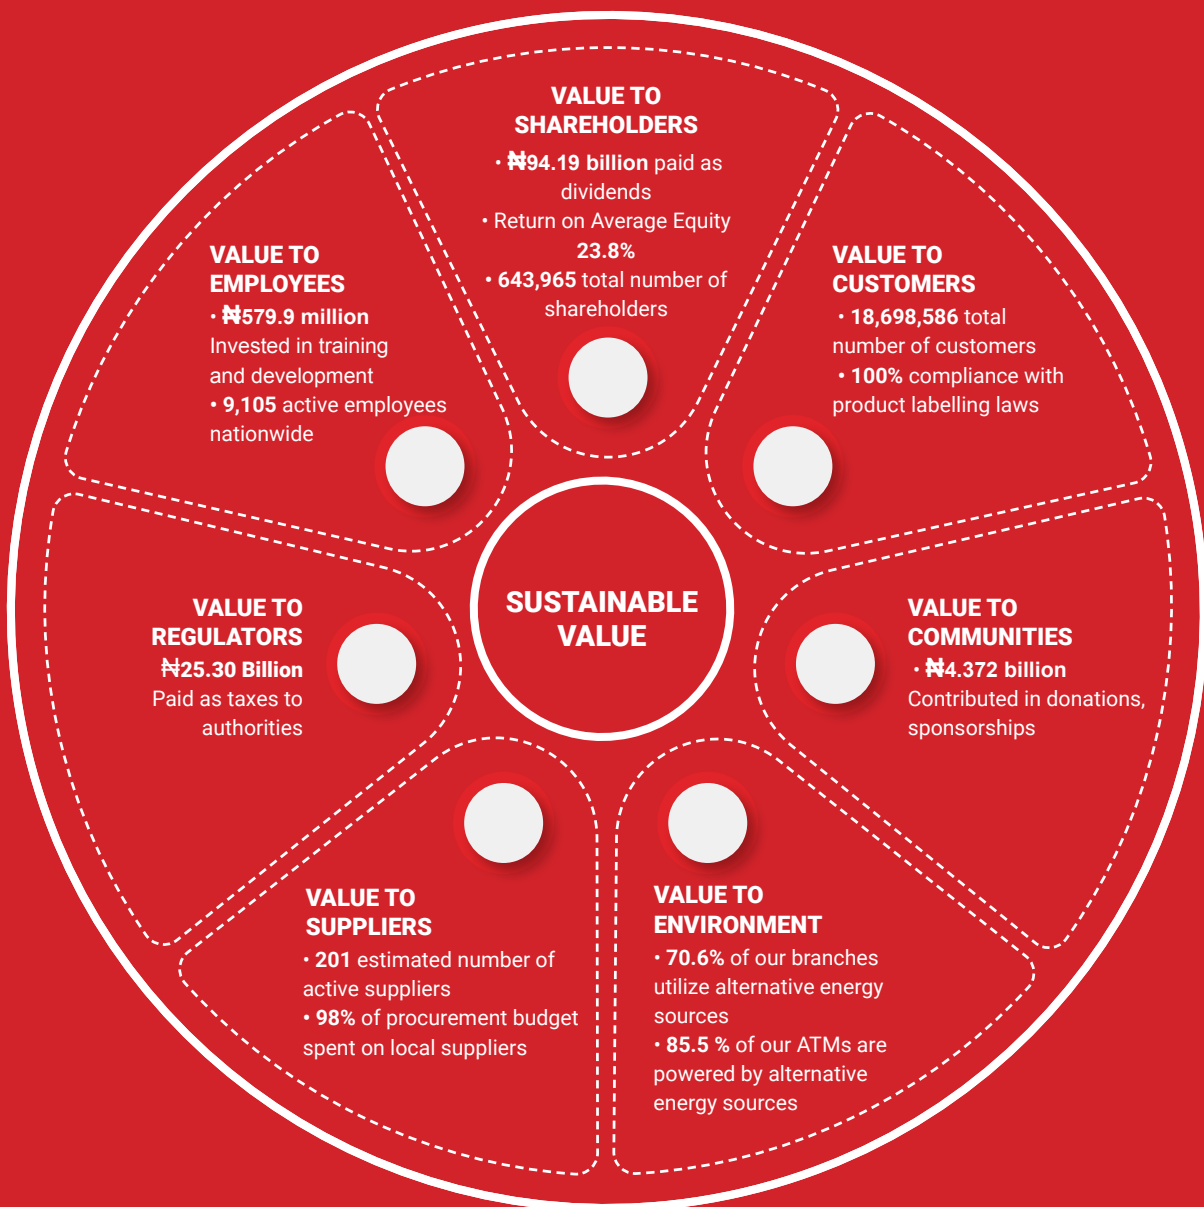 VALUE TO
SHAREHOLDERS
• ₦94.19 billion paid as
dividends
• Return on Average Equity
23.8%
• 643,965 total number of
shareholders
VALUE TO
CUSTOMERS
• 18,698,586 total
number of customers
• 100% compliance with
product labelling laws
VALUE TO
COMMUNITIES
• ₦4.372 billion
Contributed in donations,
sponsorships
VALUE TO
ENVIRONMENT
• 70.6% of our branches
utilize alternative energy
sources
• 85.5 % of our ATMs are
powered by alternative
energy sources
VALUE TO
SUPPLIERS
• 201 estimated number of
active suppliers
• 98% of procurement budget
spent on local suppliers
VALUE TO
REGULATORS
₦25.30 Billion
Paid as taxes to
authorities
VALUE TO
EMPLOYEES
• ₦579.9 million
Invested in training
and development
• 9,105 active employees
nationwide
SUSTAINABLE
VALUE